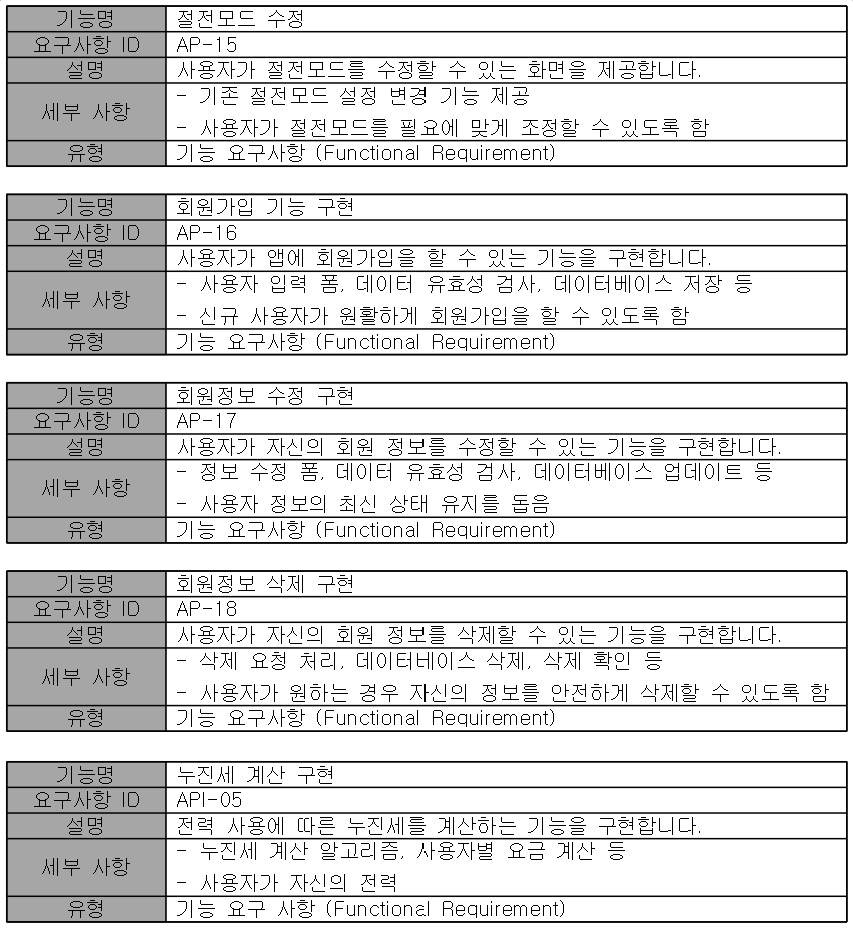 기능명 절전모드 수정
요구사항 ID AP-15
설명 사용자가 절전모드를 수정할 수 있는 화면을 제공합니다.
세부 사항 - 기존 절전모드 설정 변경 기능 제공
- 사용자가 절전모드를 필요에 맞게 조정할 수 있도록 함
유형 기능 요구사항 (Functional Requirement)
기능명 회원가입 기능 구현
요구사항 ID AP-16
설명 사용자가 앱에 회원가입을 할 수 있는 기능을 구현합니다.
세부 사항 - 사용자 입력 폼, 데이터 유효성 검사, 데이터베이스 저장 등
- 신규 사용자가 원활하게 회원가입을 할 수 있도록 함
유형 기능 요구사항 (Functional Requirement)
기능명 회원정보 수정 구현
요구사항 ID AP-17
설명 사용자가 자신의 회원 정보를 수정할 수 있는 기능을 구현합니다.
세부 사항 - 정보 수정 폼, 데이터 유효성 검사, 데이터베이스 업데이트 등
- 사용자 정보의 최신 상태 유지를 돕음
유형 기능 요구사항 (Functional Requirement)
기능명 회원정보 삭제 구현
요구사항 ID AP-18
설명 사용자가 자신의 회원 정보를 삭제할 수 있는 기능을 구현합니다.
세부 사항 - 삭제 요청 처리, 데이터베이스 삭제, 삭제 확인 등
- 사용자가 원하는 경우 자신의 정보를 안전하게 삭제할 수 있도록 함
유형 기능 요구사항 (Functional Requirement)
기능명 누진세 계산 구현
요구사항 ID API-05
설명 전력 사용에 따른 누진세를 계산하는 기능을 구현합니다.
세부 사항 - 누진세 계산 알고리즘, 사용자별 요금 계산 등
- 사용자가 자신의 전력
유형 기능 요구 사항 (Functional Requirement)